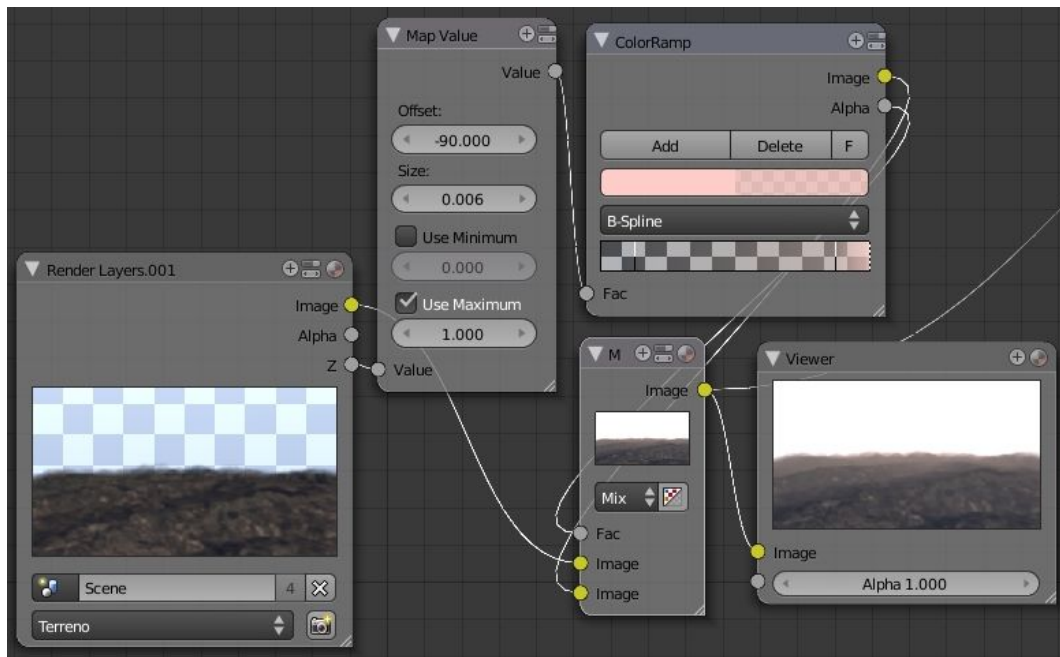 Map Value
Value
Offset:
-90.000
Size:
0.006
Use Minimum
0.000
Use Maximum
1.000
Value
ColorRamp
Image
Alpha
Add Delete F
B-Spline
Fac
Render Layers.001
Image
Alpha
Z
Scene 4
Terreno
M
Image
Mix
Fac
Image
Image
Viewer
Image
Alpha 1.000